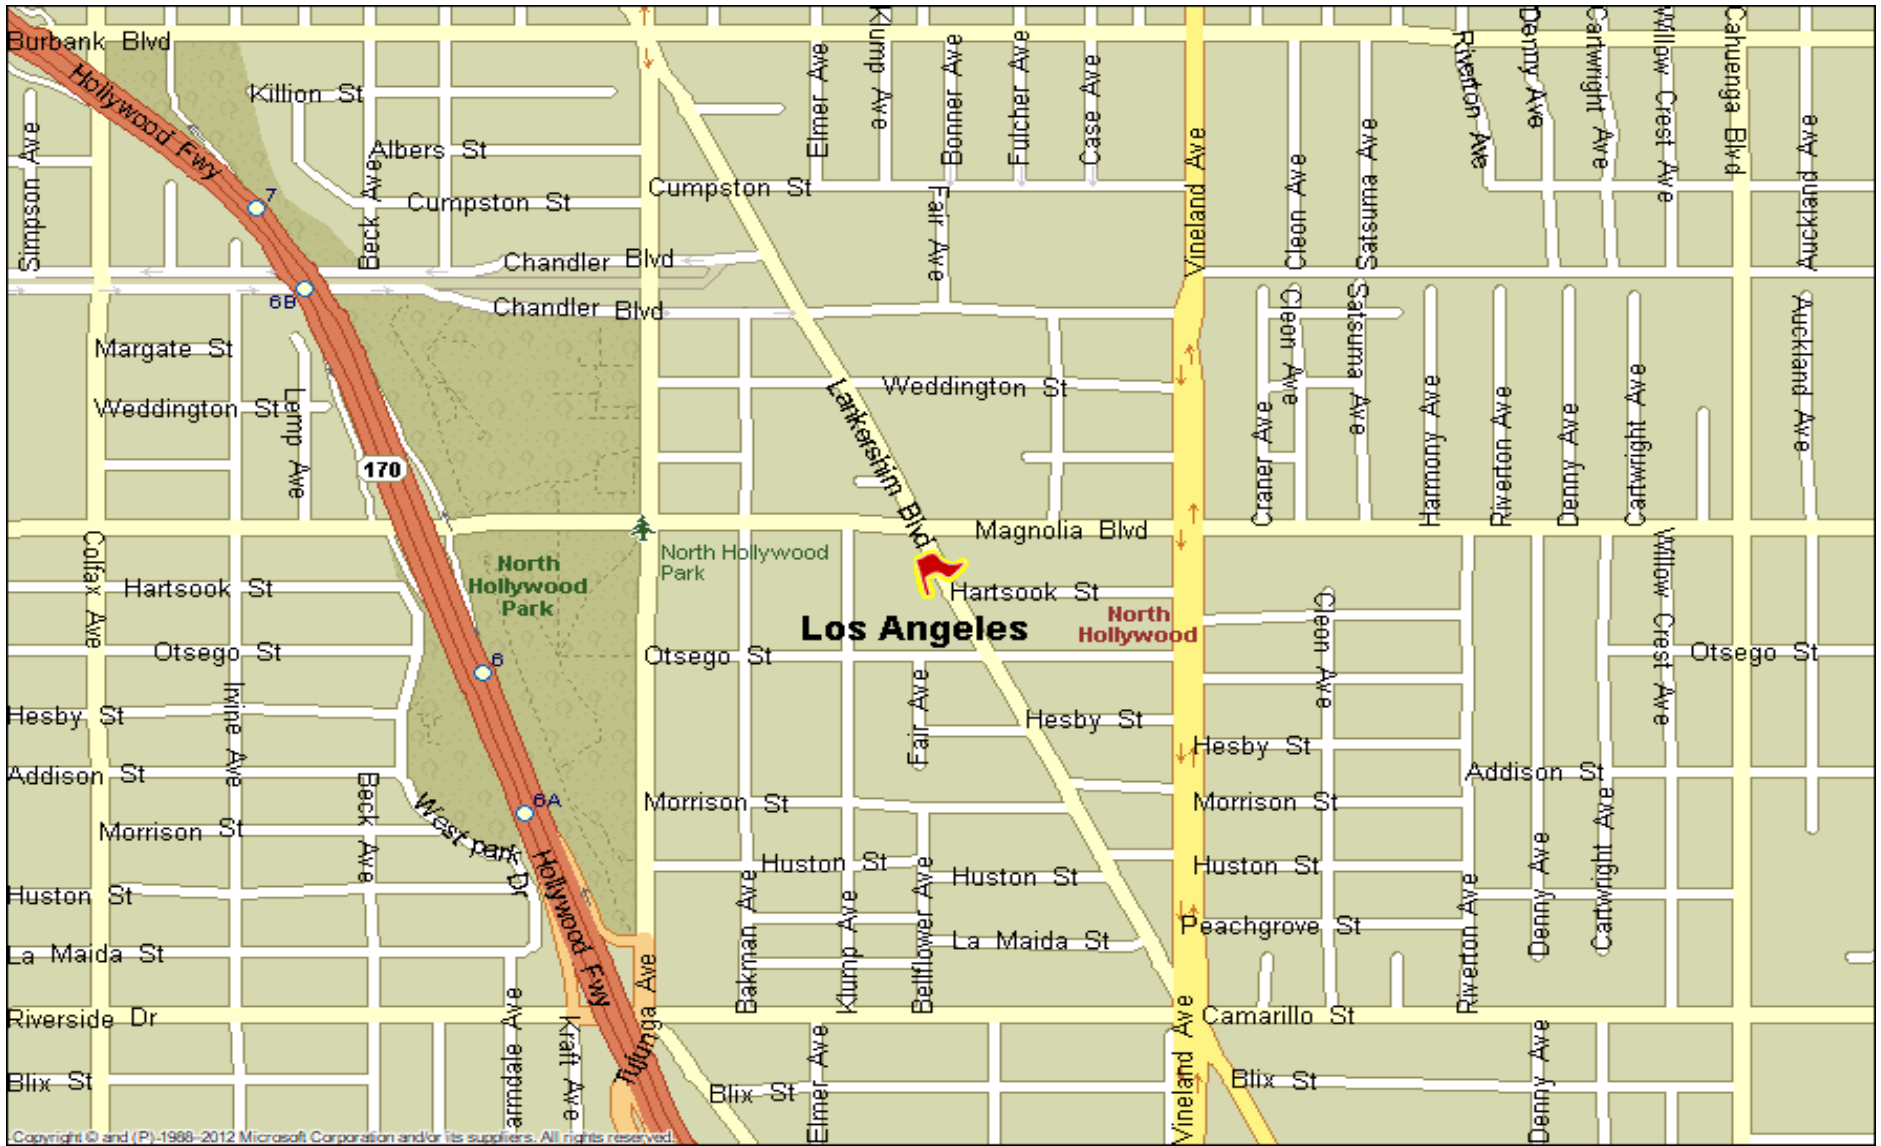 Burbank Blvd
Hollywood Fwy
Killion St
Elmer Ave
Klump Ave
Bonner Ave
Fulcher Ave
Case Ave
Riverton Ave
Denny Ave
Cartwright Ave
Willow Crest Ave
Cahuenga Blvd
Auckland Ave
Simpson Ave
Albers St
Beck Ave
Cumpston St
Cumpston St
Fair Ave
Vineland Ave
Cleon Ave
Satsuma Ave
7
Chandler Blvd
6B
Chandler Blvd
Margate St
Weddington St
Lemp Ave
Lankershim Blvd
Weddington St
Craner Ave
Cleon Ave
Satsuma Ave
Harmony Ave
Riverton Ave
Denny Ave
Cartwright Ave
Auckland Ave
170
Magnolia Blvd
Colfax Ave
North
Hollywood
Park
North Hollywood
Park
Hartsook St
Hartsook St
Los Angeles
North
Hollywood
Cleon Ave
Willow Crest Ave
Otsego St
Otsego St
Otsego St
6
Irvine Ave
Hesby St
Fair Ave
Hesby St
Hesby St
Addison St
Addison St
Beck Ave
West park Dr
6A
Morrison St
Morrison St
Morrison St
Cartwright Ave
Denny Ave
Hollywood Fwy
Huston St
Huston St
Huston St
Huston St
Bakman Ave
Klump Ave
Bellflower Ave
Riverton Ave
Peachgrove St
La Maida St
La Maida St
Tujunga Ave
Riverside Dr
Camarillo St
Vineland Ave
armdale Ave
Kraft Ave
Elmer Ave
Denny Ave
Blix St
Blix St
Blix St
Copyright © and (P) 1988–2012 Microsoft Corporation and/or its suppliers. All rights reserved.